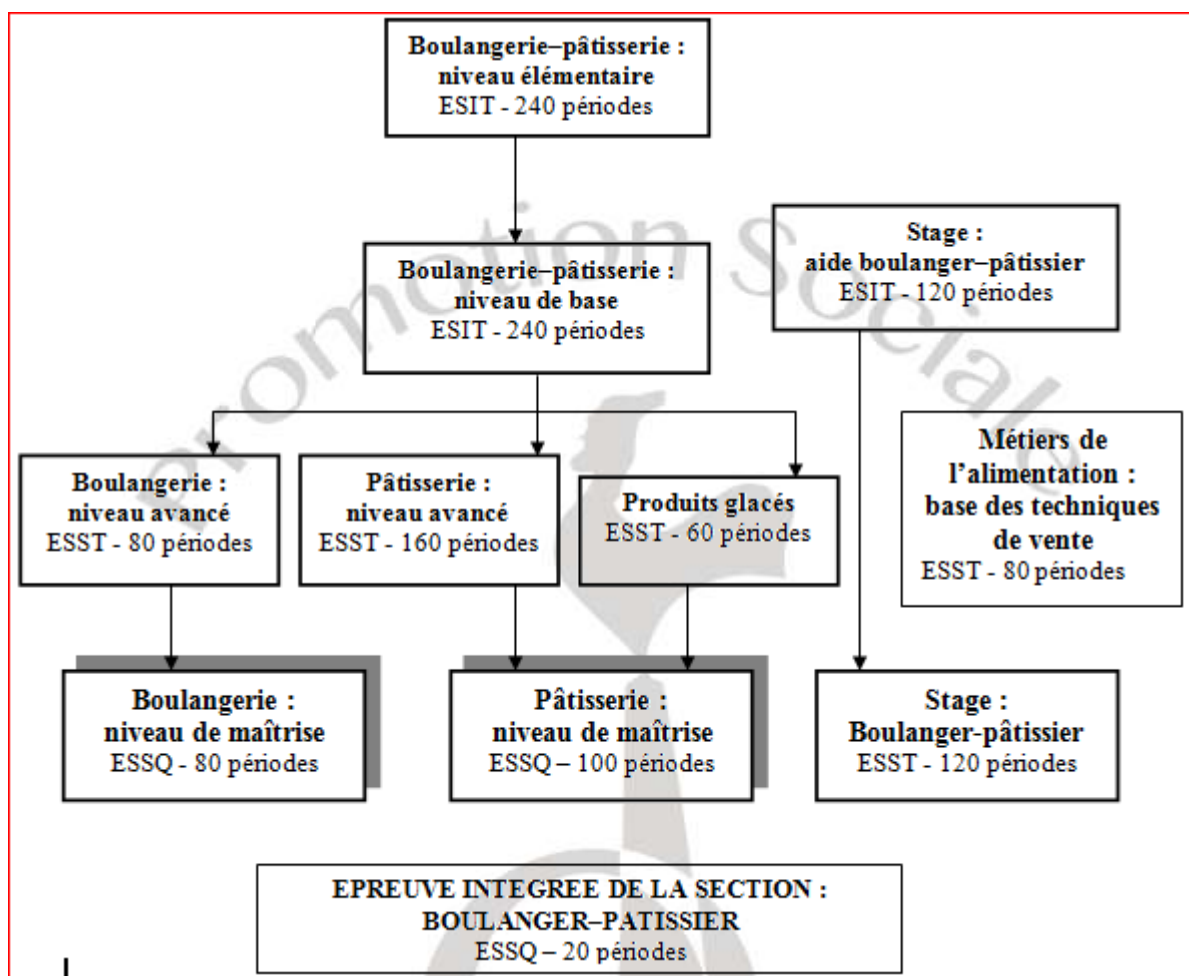 Boulangerie–pâtisserie :
niveau élémentaire
ESIT - 240 périodes
Promotion Sociale
Stage :
aide boulanger–pâtissier
ESIT - 120 périodes
Boulangerie–pâtisserie :
niveau de base
ESIT - 240 périodes
Métiers de
l’alimentation :
base des techniques
de vente
ESST - 80 périodes
Boulangerie :
niveau avancé
ESST - 80 périodes
Pâtisserie :
niveau avancé
ESST - 160 périodes
Produits glacés
ESST - 60 périodes
Boulangerie :
niveau de maîtrise
ESSQ - 80 périodes
Pâtisserie :
niveau de maîtrise
ESSQ – 100 périodes
Stage :
Boulanger-pâtissier
ESST - 120 périodes
EPREUVE INTEGREE DE LA SECTION :
BOULANGER–PATISSIER
ESSQ – 20 périodes